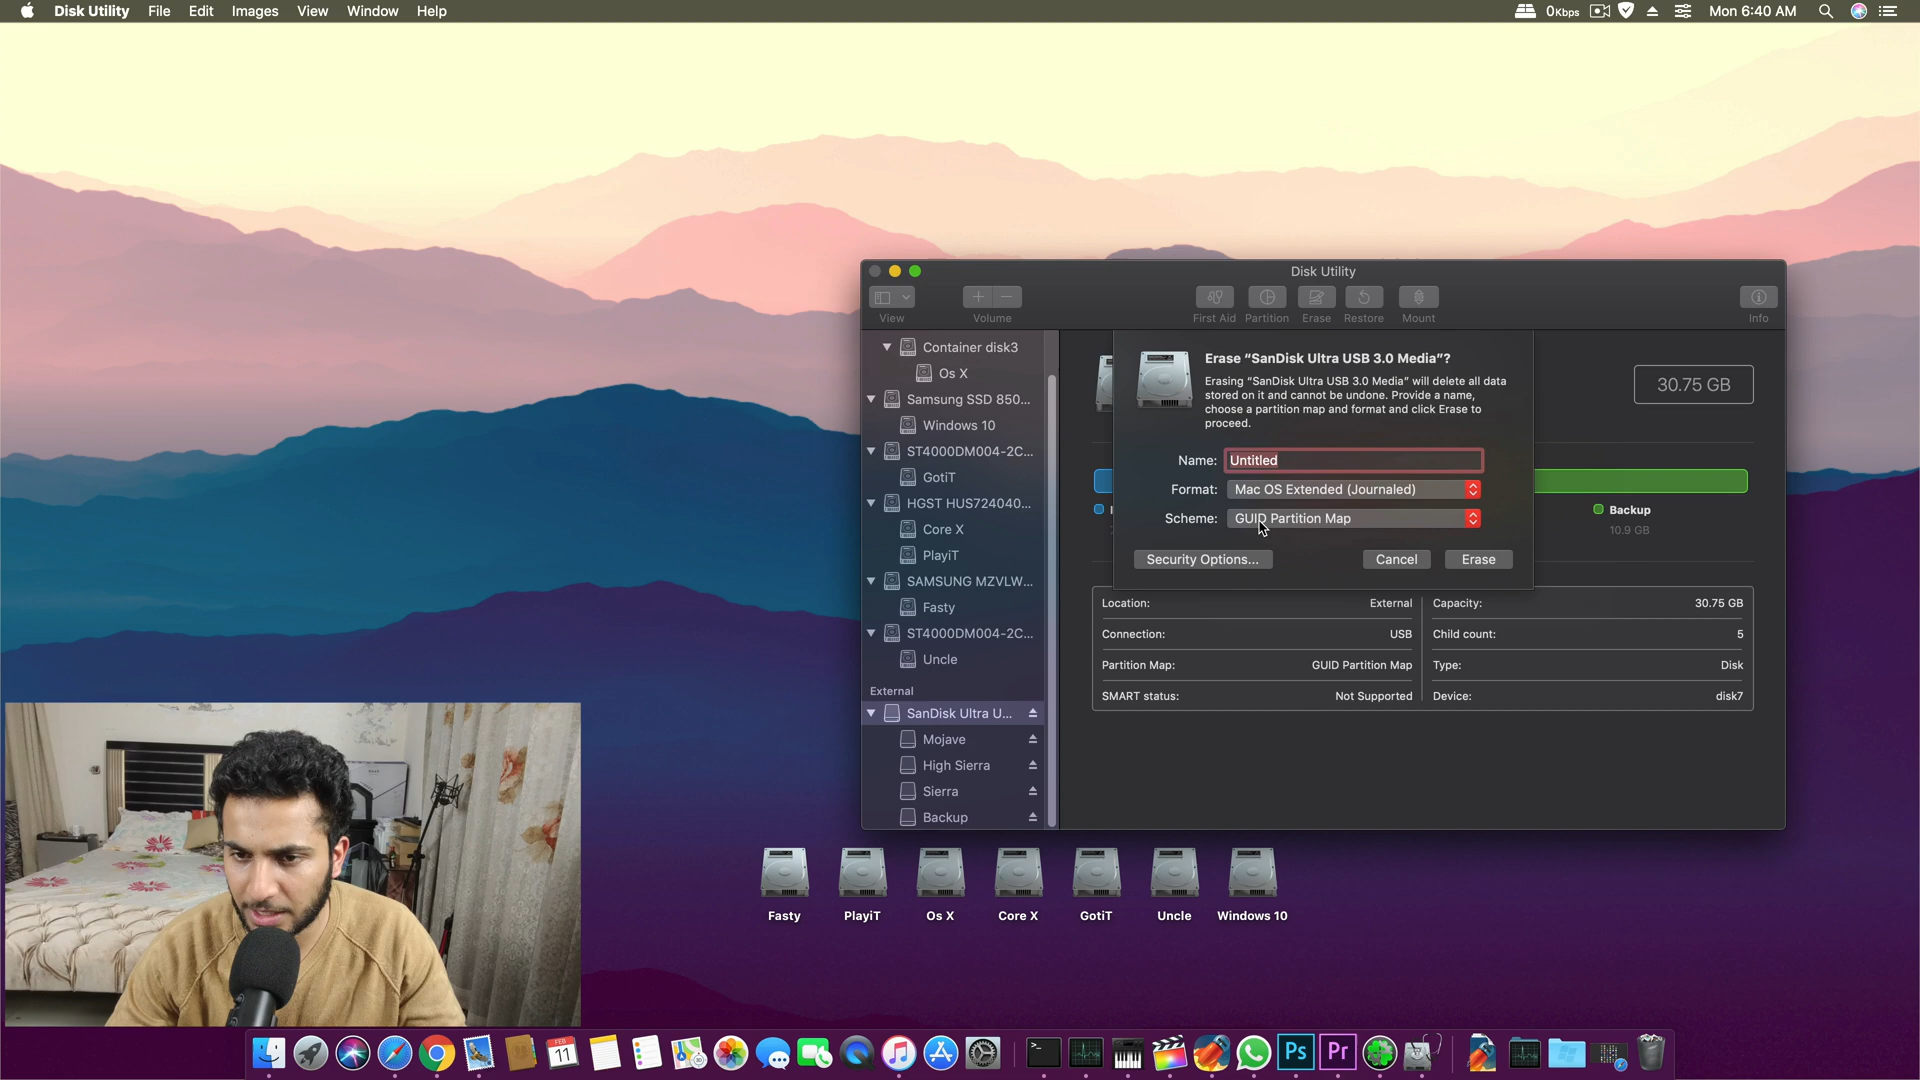 Disk Utility File Edit Images View Window Help
0Kbps Mon 6:40 AM
Disk Utility
View
Volume
First Aid Partition Erase Restore Mount
Info
Container disk3
Os X
Samsung SSD 850...
Windows 10
ST4000DM004-2C...
GotiT
HGST HUS724040...
Core X
PlayiT
SAMSUNG MZVLW...
Fasty
ST4000DM004-2C...
Uncle
External
SanDisk Ultra U...
Mojave
High Sierra
Sierra
Backup
Erase “SanDisk Ultra USB 3.0 Media”?
Erasing “SanDisk Ultra USB 3.0 Media” will delete all data
stored on it and cannot be undone. Provide a name,
choose a partition map and format and click Erase to
proceed.
Name: Untitled
Format: Mac OS Extended (Journaled)
Scheme: GUID Partition Map
Security Options... Cancel Erase
30.75 GB
Backup
10.9 GB
Location: External
Connection: USB
Partition Map: GUID Partition Map
SMART status: Not Supported
Capacity: 30.75 GB
Child count: 5
Type: Disk
Device: disk7
Fasty PlayiT Os X Core X GotiT Uncle Windows 10
FEB
11
Ps
Pr